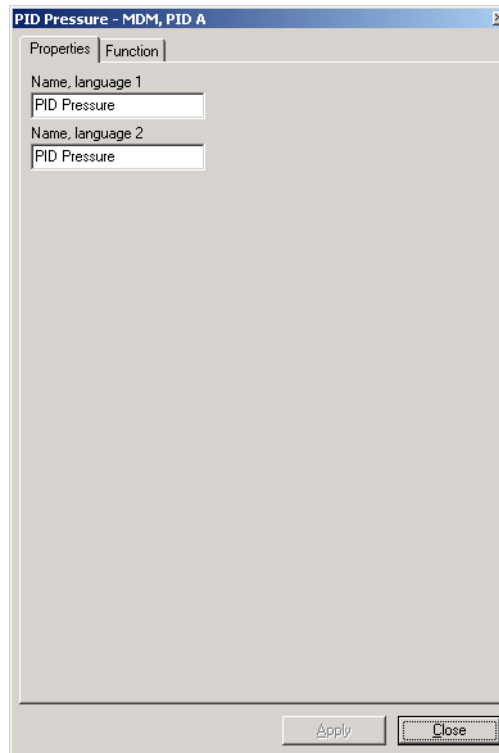 PID Pressure - MDM, PID A
Properties Function
Name, language 1
PID Pressure
Name, language 2
PID Pressure
Apply Close